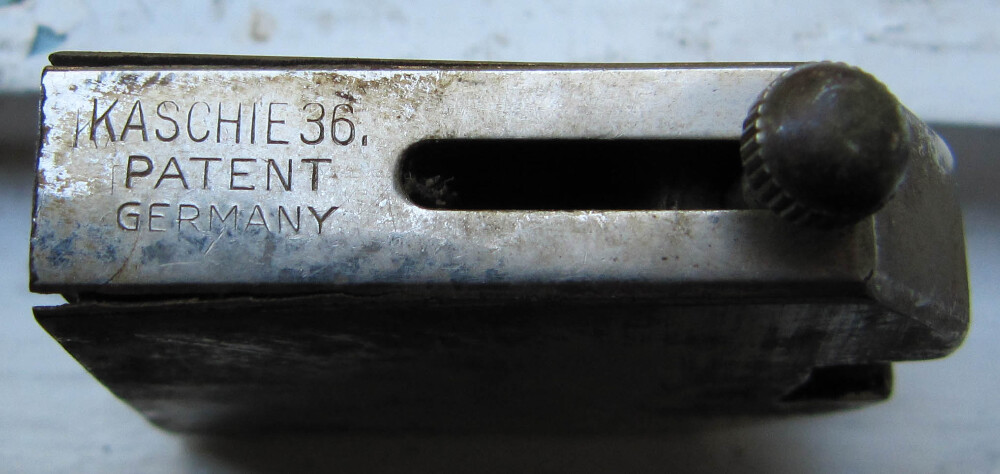 KASCHIE 36.
PATENT
GERMANY